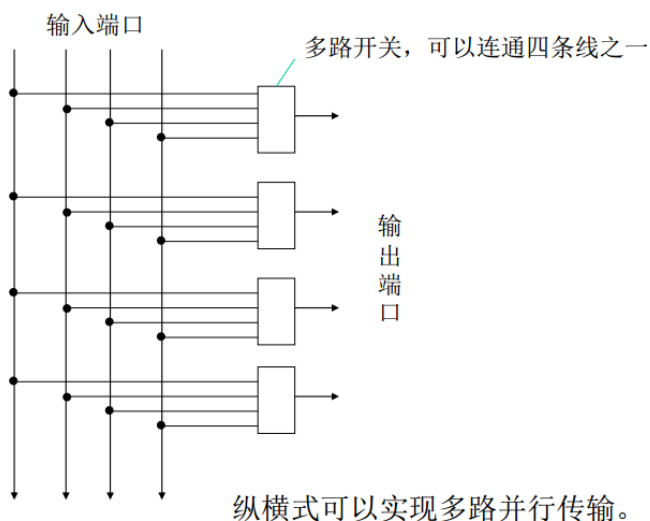 输入端口
多路开关，可以连通四条线之一
输
出
端
口
纵横式可以实现多路并行传输。